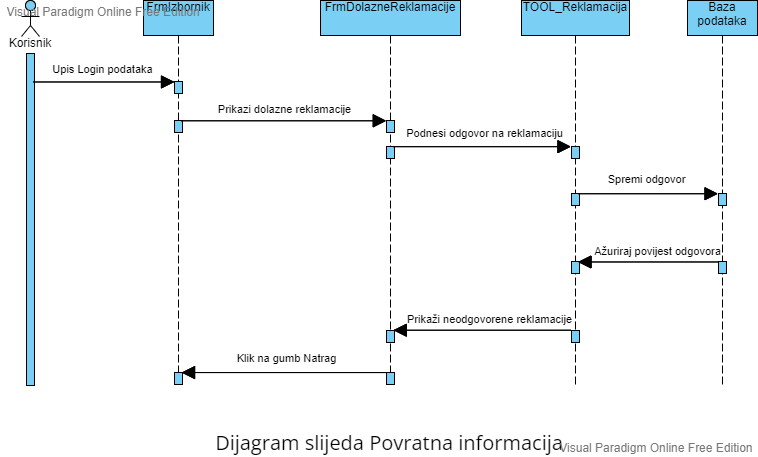 Visual Paradigm Online Free Edition
FrmIzbornik
FrmDolazneReklamacije
TOOL_Reklamacija
Baza
podataka
Korisnik
Upis Login podataka
Prikazi dolazne reklamacije
Podnesi odgovor na reklamaciju
Spremi odgovor
Ažuriraj povijest odgovora
Prikaži neodgovorene reklamacije
Klik na gumb Natrag
Dijagram slijeda Povratna informacija
Visual Paradigm Online Free Edition